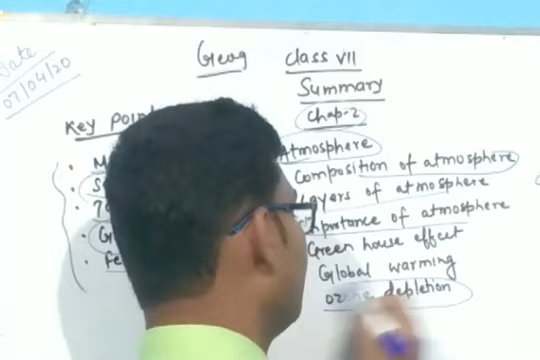 Date
07/04/20
Geog class VII
Summary
Chap-2
Key
Atmosphere
Composition of atmosphere
Layers of atmosphere
Importance of atmosphere
Green house effect
Global warming
depletion